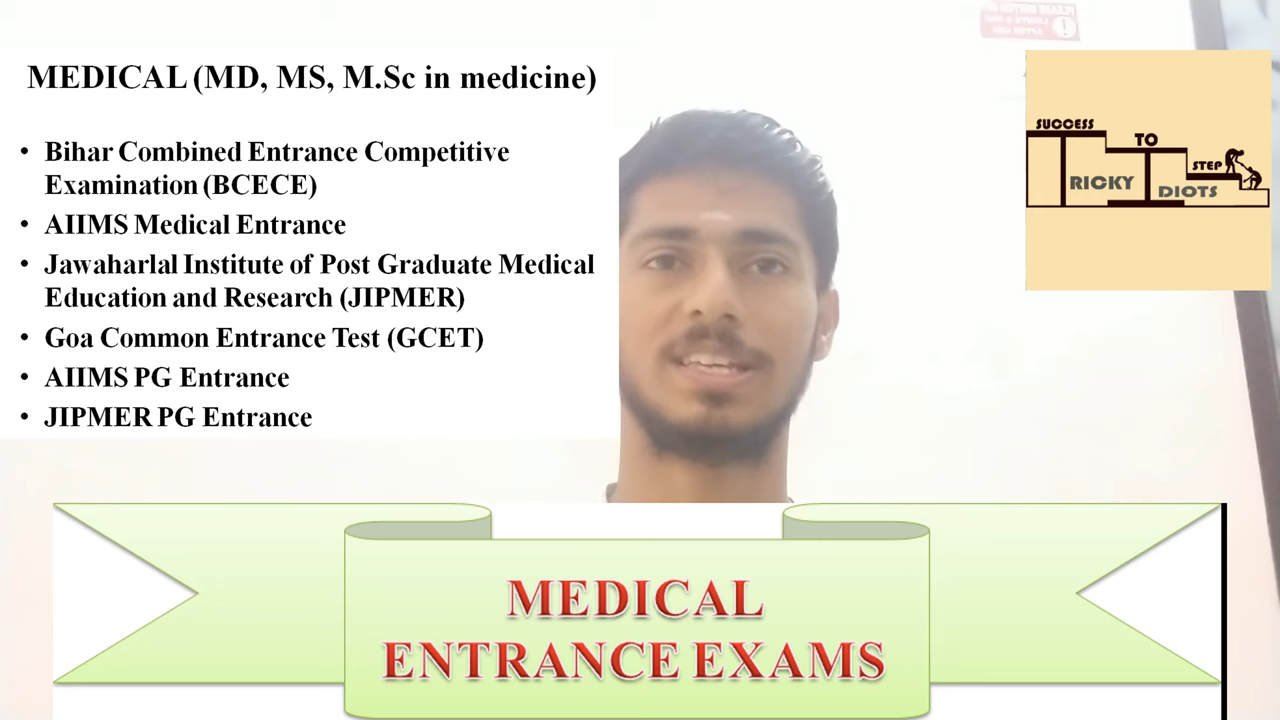 MEDICAL (MD, MS, M.Sc in medicine)
• Bihar Combined Entrance Competitive
Examination (BCECE)
• AIIMS Medical Entrance
• Jawaharlal Institute of Post Graduate Medical
Education and Research (JIPMER)
• Goa Common Entrance Test (GCET)
• AIIMS PG Entrance
• JIPMER PG Entrance
SUCCESS
TO
STEP
RICKY
DIOTS
MEDICAL
ENTRANCE EXAMS